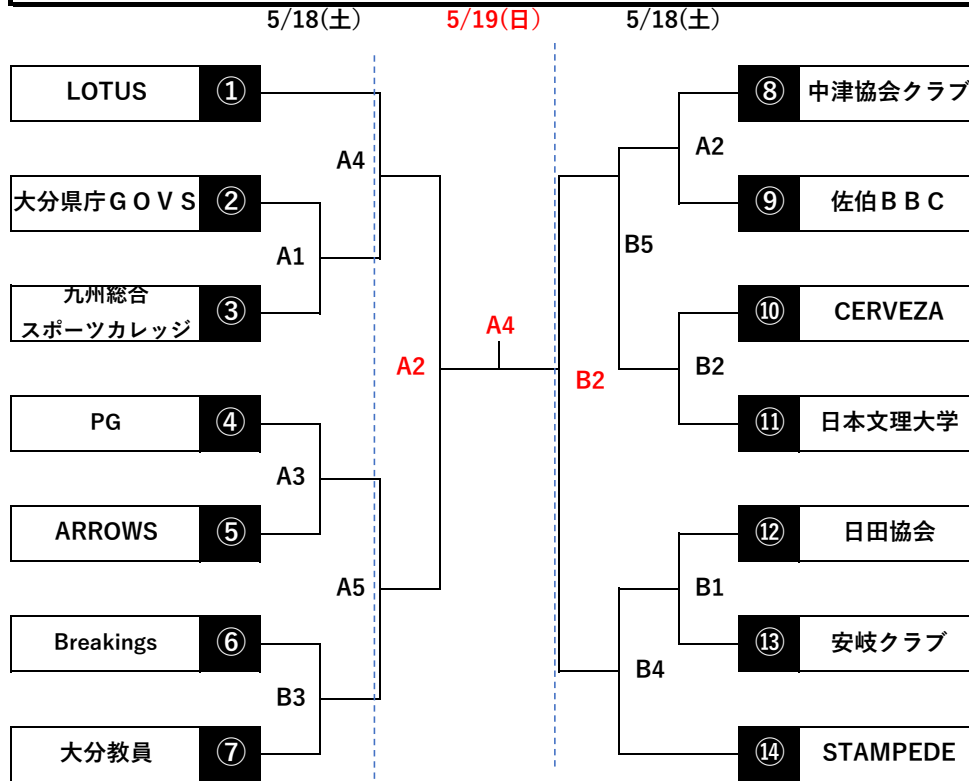 5/18(土) 5/19(日) 5/18(土)
LOTUS ①
大分県庁ＧＯＶＳ ②
九州総合
スポーツカレッジ ③
PG ④
ARROWS ⑤
Breakings ⑥
大分教員 ⑦
A4
A1
A3
A5
B3
A2
A4
B2
B5
A2
B2
B1
B4
⑧ 中津協会クラブ
⑨ 佐伯ＢＢＣ
⑩ CERVEZA
⑪ 日本文理大学
⑫ 日田協会
⑬ 安岐クラブ
⑭ STAMPEDE